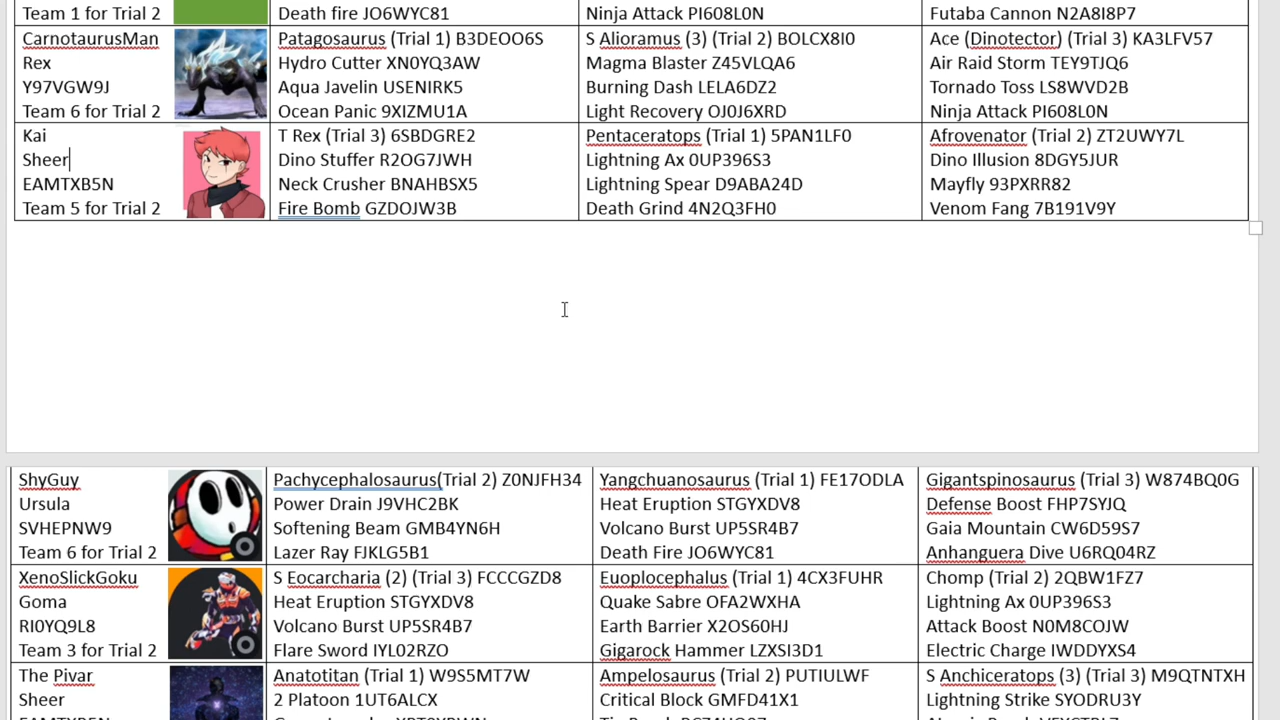 Team 1 for Trial 2
Death fire JO6WYC81
Ninja Attack PI608L0N
Futaba Cannon N2A8I8P7
CarnotaurusMan
Rex
Y97VGW9J
Team 6 for Trial 2
Patagosaurus (Trial 1) B3DEOO6S
Hydro Cutter XN0YQ3AW
Aqua Javelin USENIRK5
Ocean Panic 9XIZMU1A
S Alioramus (3) (Trial 2) BOLCX8I0
Magma Blaster Z45VLQA6
Burning Dash LELA6DZ2
Light Recovery OJ0J6XRD
Ace (Dinotector) (Trial 3) KA3LFV57
Air Raid Storm TEY9TJQ6
Tornado Toss LS8WVD2B
Ninja Attack PI608L0N
Kai
Sheer
EAMTXB5N
Team 5 for Trial 2
T Rex (Trial 3) 6SBDGRE2
Dino Stuffer R2OG7JWH
Neck Crusher BNAHBSX5
Fire Bomb GZDOJW3B
Pentaceratops (Trial 1) 5PAN1LF0
Lightning Ax 0UP396S3
Lightning Spear D9ABA24D
Death Grind 4N2Q3FH0
Afrovenator (Trial 2) ZT2UWY7L
Dino Illusion 8DGY5JUR
Mayfly 93PXRR82
Venom Fang 7B191V9Y
ShyGuy
Ursula
SVHEPNW9
Team 6 for Trial 2
Pachycephalosaurus(Trial 2) Z0NJFH34
Power Drain J9VHC2BK
Softening Beam GMB4YN6H
Lazer Ray FJKLG5B1
Yangchuanosaurus (Trial 1) FE17ODLA
Heat Eruption STGYXDV8
Volcano Burst UP5SR4B7
Death Fire JO6WYC81
Gigantspinosaurus (Trial 3) W874BQ0G
Defense Boost FHP7SYJQ
Gaia Mountain CW6D59S7
Anhanguera Dive U6RQ04RZ
XenoSlickGoku
Goma
RI0YQ9L8
Team 3 for Trial 2
S Eocarcharia (2) (Trial 3) FCCCGZD8
Heat Eruption STGYXDV8
Volcano Burst UP5SR4B7
Flare Sword IYL02RZO
Euoplocephalus (Trial 1) 4CX3FUHR
Quake Sabre OFA2WXHA
Earth Barrier X2OS60HJ
Gigarock Hammer LZXSI3D1
Chomp (Trial 2) 2QBW1FZ7
Lightning Ax 0UP396S3
Attack Boost N0M8COJW
Electric Charge IWDDYXS4
The Pivar
Sheer
Anatotitan (Trial 1) W9S5MT7W
2 Platoon 1UT6ALCX
Ampelosaurus (Trial 2) PUTIULWF
Critical Block GMFD41X1
S Anchiceratops (3) (Trial 3) M9QTNTXH
Lightning Strike SYODRU3Y